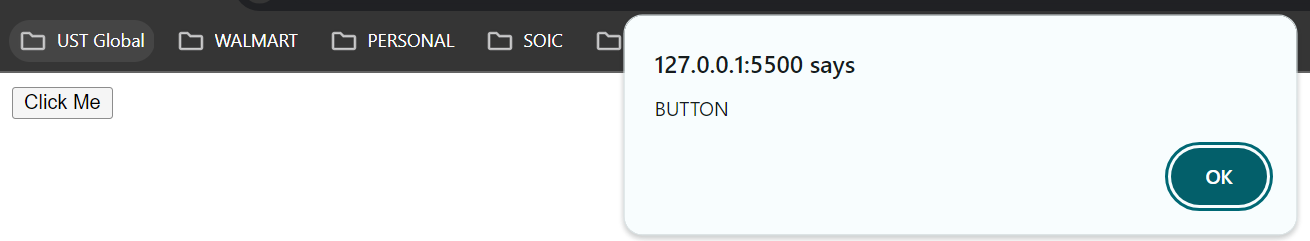 UST Global WALMART PERSONAL SOIC
127.0.0.1:5500 says
Click Me
BUTTON
OK